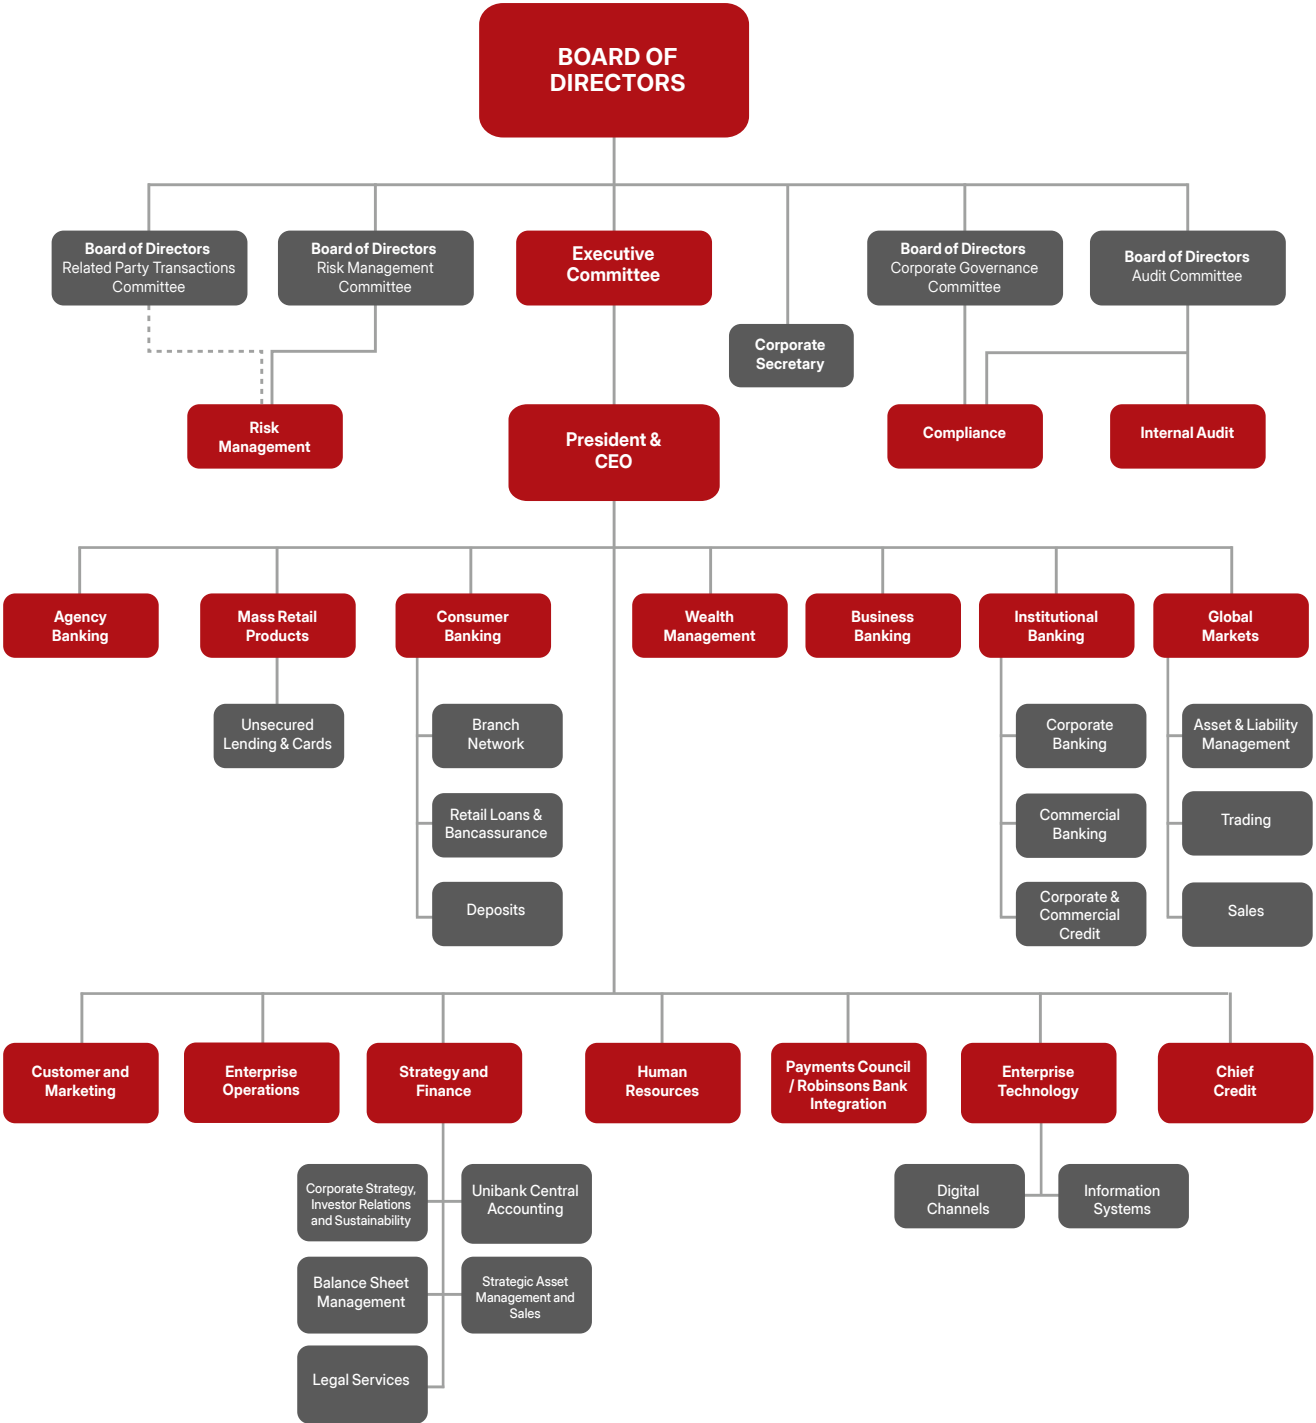 BOARD OF
DIRECTORS
Board of Directors
Related Party Transactions
Committee
Board of Directors
Risk Management
Committee
Executive
Committee
Board of Directors
Corporate Governance
Committee
Board of Directors
Audit Committee
Corporate
Secretary
Risk
Management
President &
CEO
Compliance
Internal Audit
Agency
Banking
Mass Retail
Products
Consumer
Banking
Wealth
Management
Business
Banking
Institutional
Banking
Global
Markets
Unsecured
Lending & Cards
Branch
Network
Corporate
Banking
Asset & Liability
Management
Retail Loans &
Bancassurance
Commercial
Banking
Trading
Deposits
Corporate &
Commercial
Credit
Sales
Customer and
Marketing
Enterprise
Operations
Strategy and
Finance
Human
Resources
Payments Council
/ Robinsons Bank
Integration
Enterprise
Technology
Chief
Credit
Corporate Strategy,
Investor Relations
and Sustainability
Unibank Central
Accounting
Digital
Channels
Information
Systems
Balance Sheet
Management
Strategic Asset
Management and
Sales
Legal Services